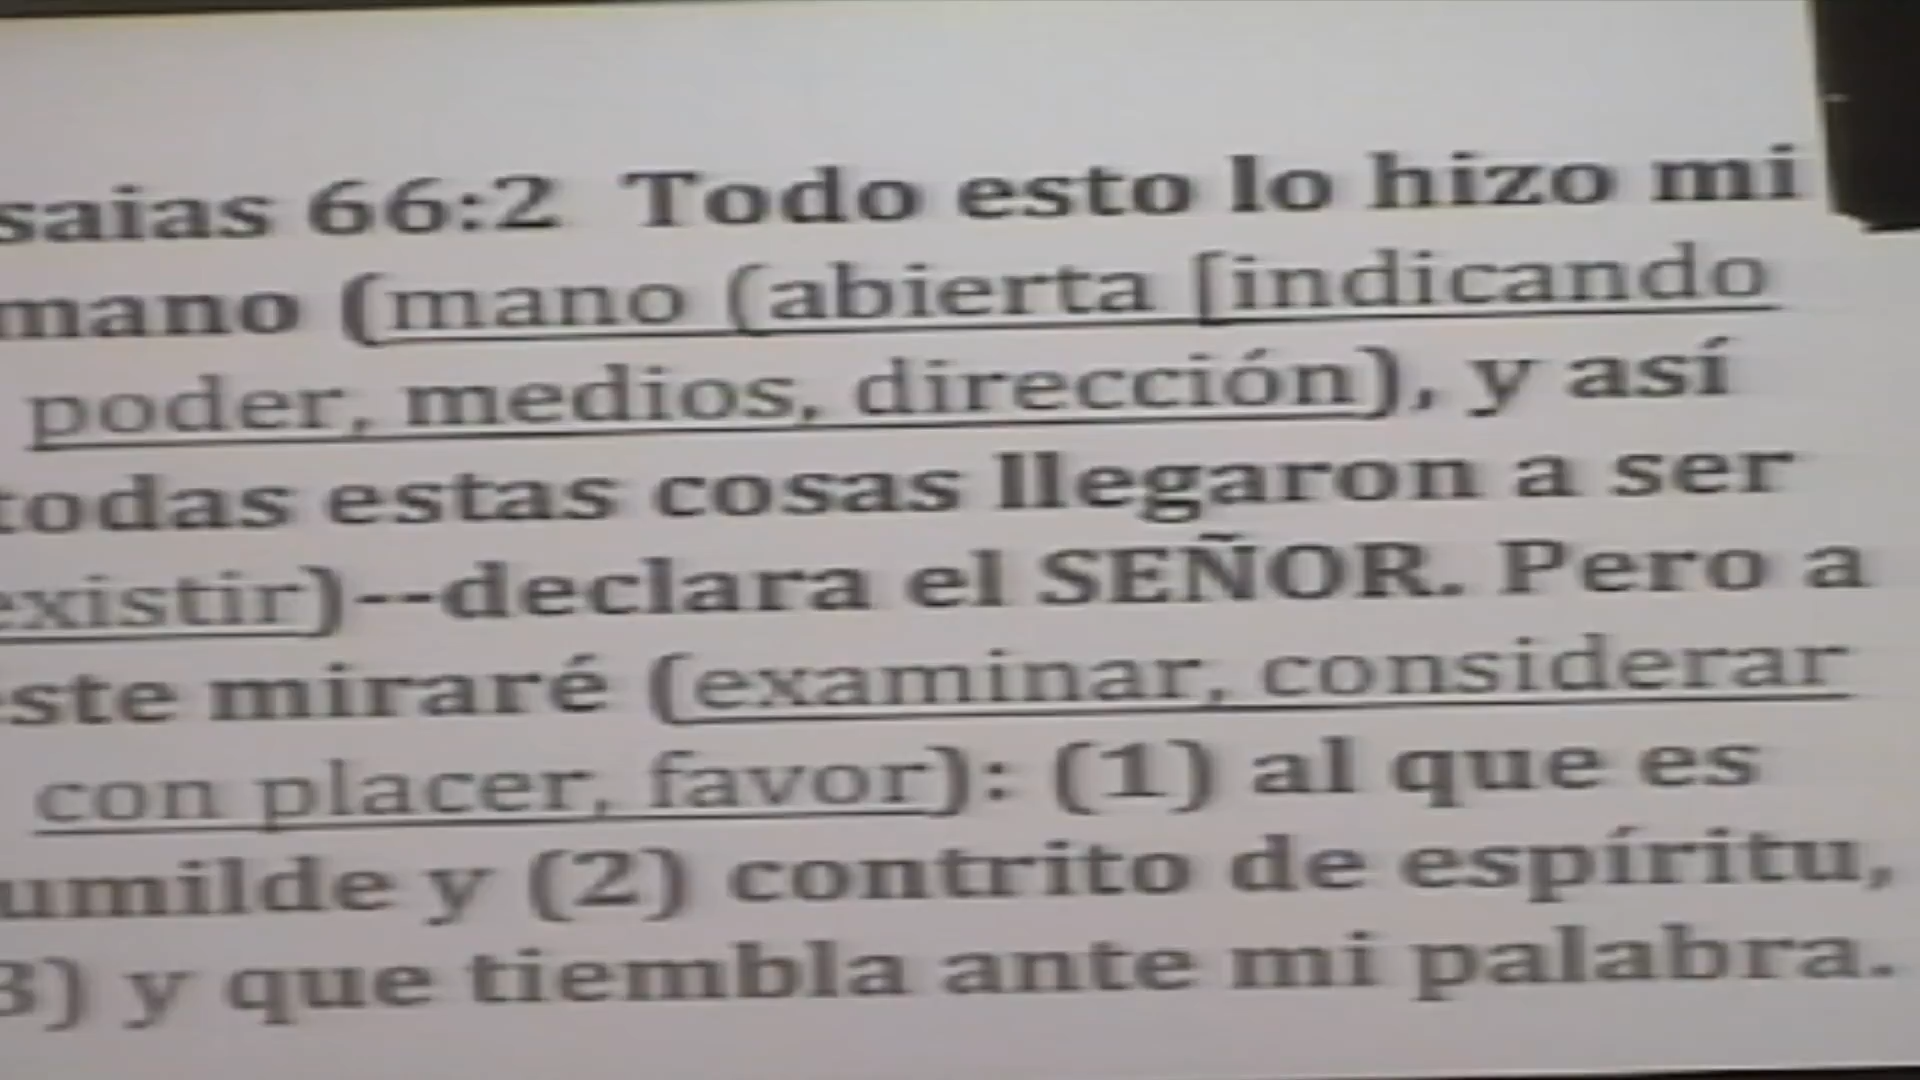 saias 66:2 Todo esto lo hizo mi
mano (mano (abierta [indicando
poder, medios, dirección), y así
todas estas cosas llegaron a ser
existir)--declara el SEÑOR. Pero a
este miraré (examinar, considerar
con placer, favor): (1) al que es
umilde y (2) contrito de espíritu,
3) y que tiembla ante mi palabra.